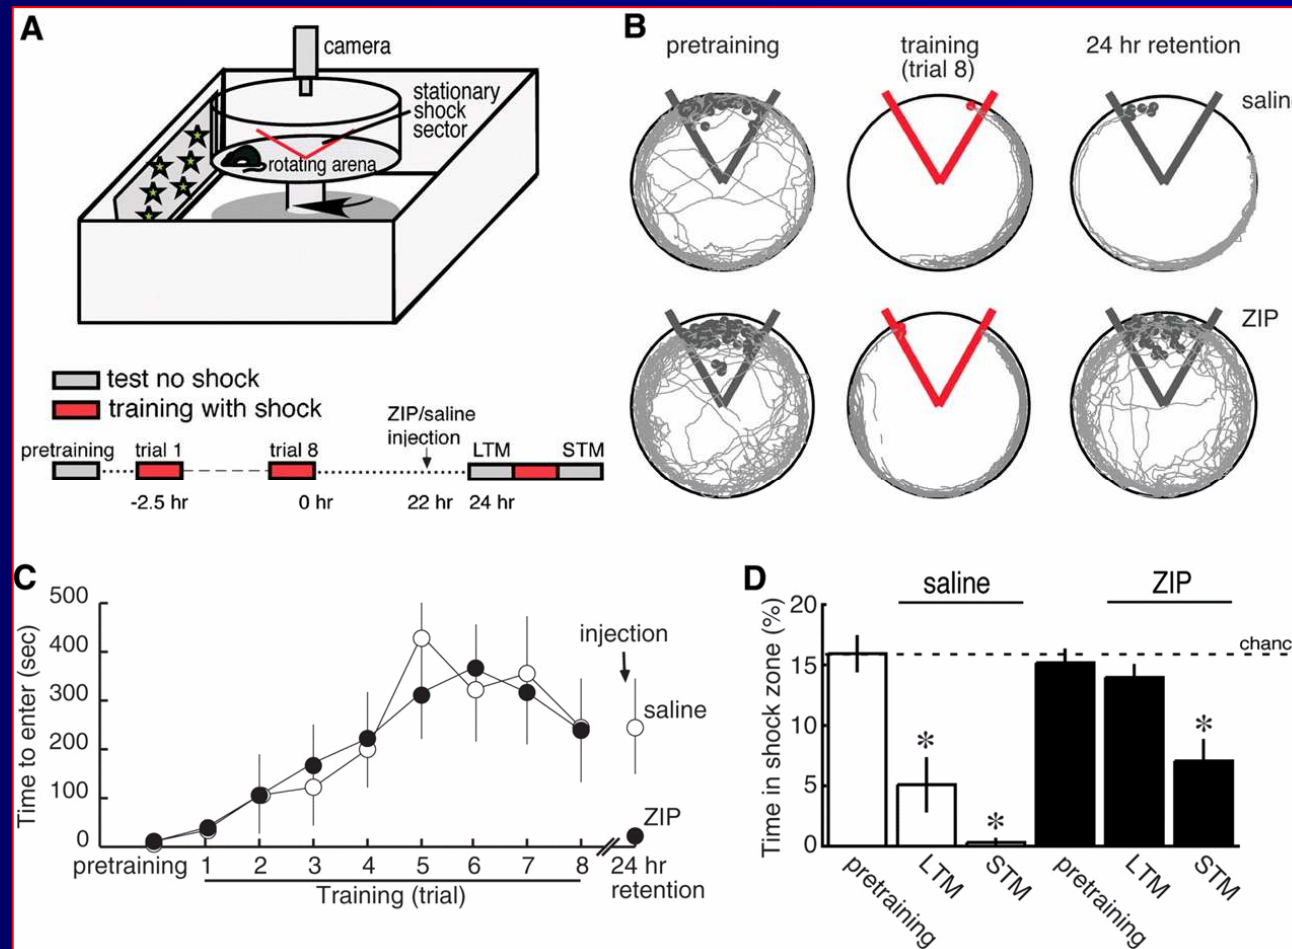 A
camera
stationary
shock
sector
rotating arena
test no shock
training with shock
ZIP/saline
injection
pretraining
trial 1
trial 8
LTM
STM
-2.5 hr
0 hr
22 hr
24 hr
B
pretraining
training
(trial 8)
24 hr retention
saline
ZIP
C
Time to enter (sec)
500
400
300
200
100
0
injection
saline
ZIP
pretraining 1 2 3 4 5 6 7 8 24 hr
retention
Training (trial)
D
saline
ZIP
Time in shock zone (%)
20
15
10
5
0
chanc
*
*
*
pretraining
LTM
STM
pretraining
LTM
STM